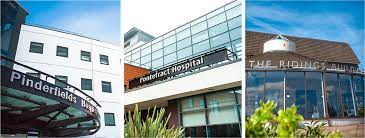 Pinderfields
Pontefract Hospital
THE RIDINGS BUILDING